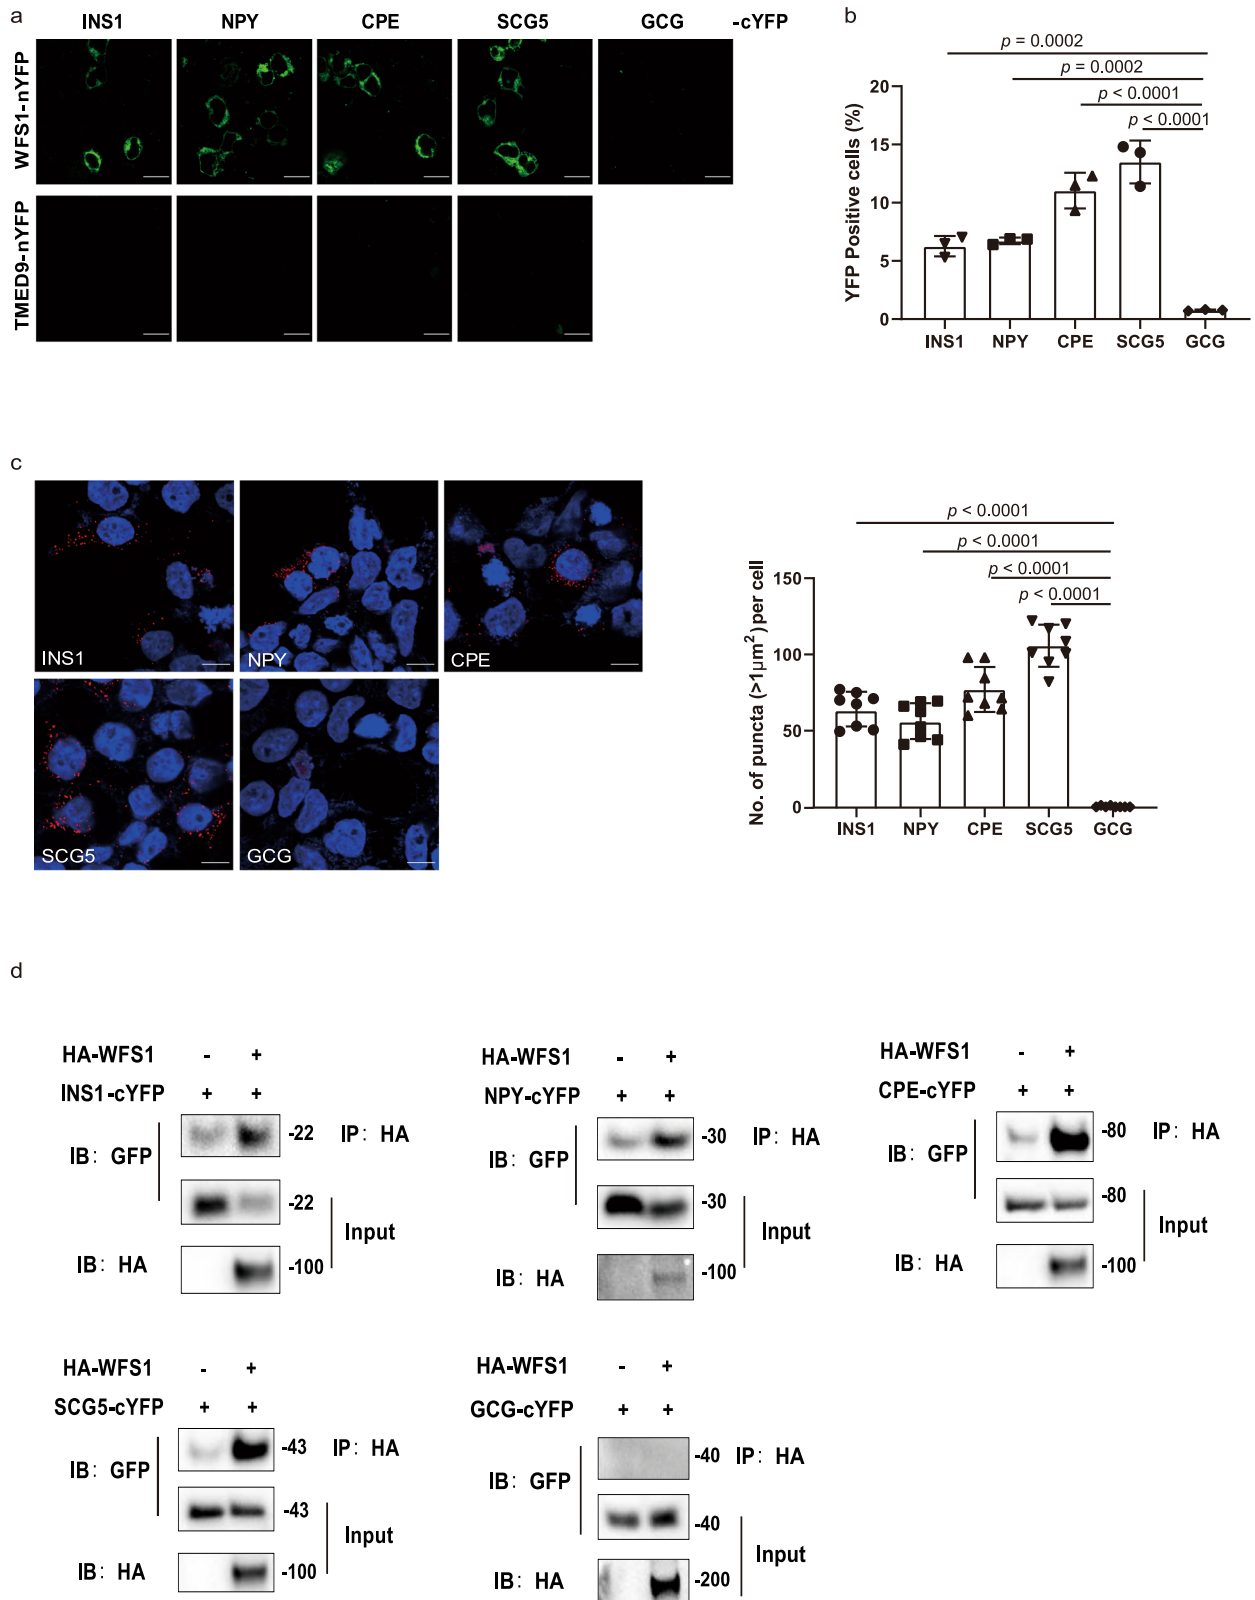 a
INS1 NPY CPE SCG5 GCG -cYFP
WFS1-nYFP
TMED9-nYFP
b
p = 0.0002
p = 0.0002
p < 0.0001
p < 0.0001
YFP Positive cells (%)
20
15
10
5
0
INS1 NPY CPE SCG5 GCG
c
INS1 NPY CPE
SCG5 GCG
p < 0.0001
p < 0.0001
p < 0.0001
p < 0.0001
No. of puncta (>1µm²) per cell
150
100
50
0
INS1 NPY CPE SCG5 GCG
d
HA-WFS1 - +
INS1-cYFP + +
-22 IP: HA
IB: GFP
-22
Input
IB: HA -100
HA-WFS1 - +
NPY-cYFP + +
-30 IP: HA
IB: GFP
-30
Input
IB: HA -100
HA-WFS1 - +
CPE-cYFP + +
-80 IP: HA
IB: GFP
-80
Input
IB: HA -100
HA-WFS1 - +
SCG5-cYFP + +
-43 IP: HA
IB: GFP
-43
Input
IB: HA -100
HA-WFS1 - +
GCG-cYFP + +
-40 IP: HA
IB: GFP
-40
Input
IB: HA -200